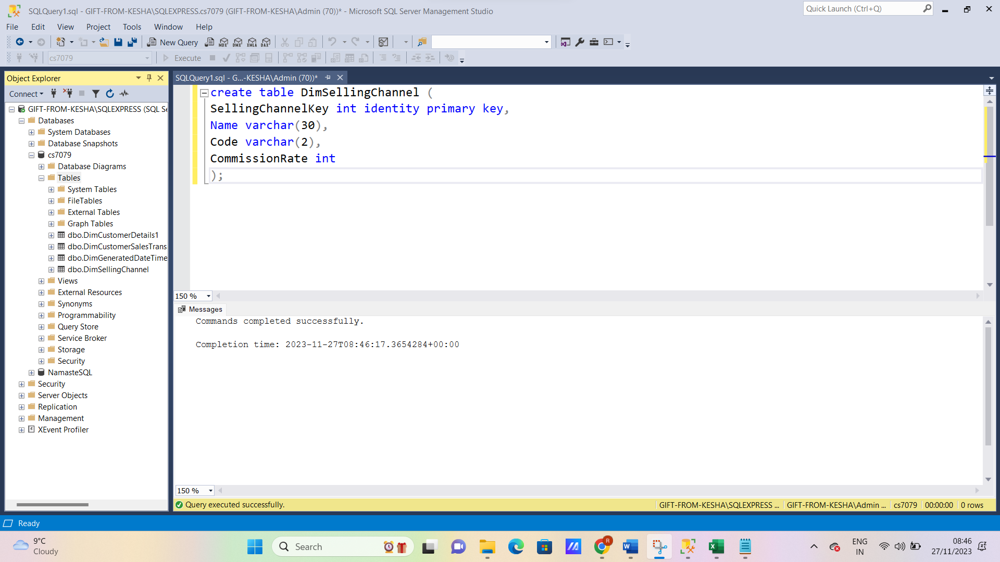 SQLQuery1.sql - GIFT-FROM-KESHA\SQLEXPRESS.cs7079 (GIFT-FROM-KESHA\Admin (70))* - Microsoft SQL Server Management Studio
Quick Launch (Ctrl+Q)
File Edit View Project Tools Window Help
New Query MDX DMX XMLA DAX
cs7079 Execute
Object Explorer
SQLQuery1.sql - G...-KESHA\Admin (70))*
Connect
GIFT-FROM-KESHA\SQLEXPRESS (SQL Se
Databases
System Databases
Database Snapshots
cs7079
Database Diagrams
Tables
System Tables
FileTables
External Tables
Graph Tables
dbo.DimCustomerDetails1
dbo.DimCustomerSalesTrans
dbo.DimGeneratedDateTime
dbo.DimSellingChannel
Views
External Resources
Synonyms
Programmability
Query Store
Service Broker
Storage
Security
NamasteSQL
Security
Server Objects
Replication
Management
XEvent Profiler
create table DimSellingChannel (
SellingChannelKey int identity primary key,
Name varchar(30),
Code varchar(2),
CommissionRate int
);
150 %
Messages
Commands completed successfully.
Completion time: 2023-11-27T08:46:17.3654284+00:00
150 %
Query executed successfully.
GIFT-FROM-KESHA\SQLEXPRESS ... GIFT-FROM-KESHA\Admin ... cs7079 00:00:00 0 rows
Ready
9°C
Cloudy
Search
R
ENG
IN
08:46
27/11/2023